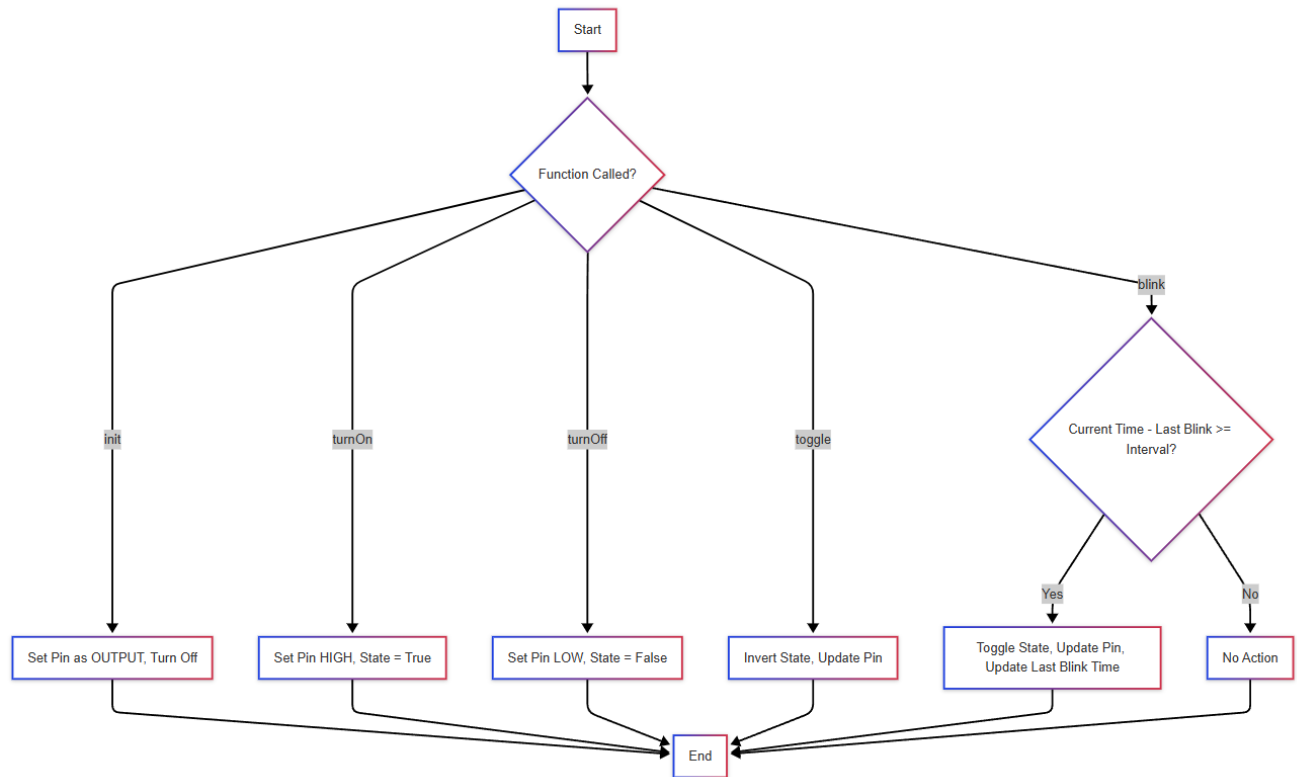 Start
Function Called?
blink
init
turnOn
turnOff
toggle
Current Time - Last Blink >=
Interval?
Yes
No
Set Pin as OUTPUT, Turn Off
Set Pin HIGH, State = True
Set Pin LOW, State = False
Invert State, Update Pin
Toggle State, Update Pin,
Update Last Blink Time
No Action
End